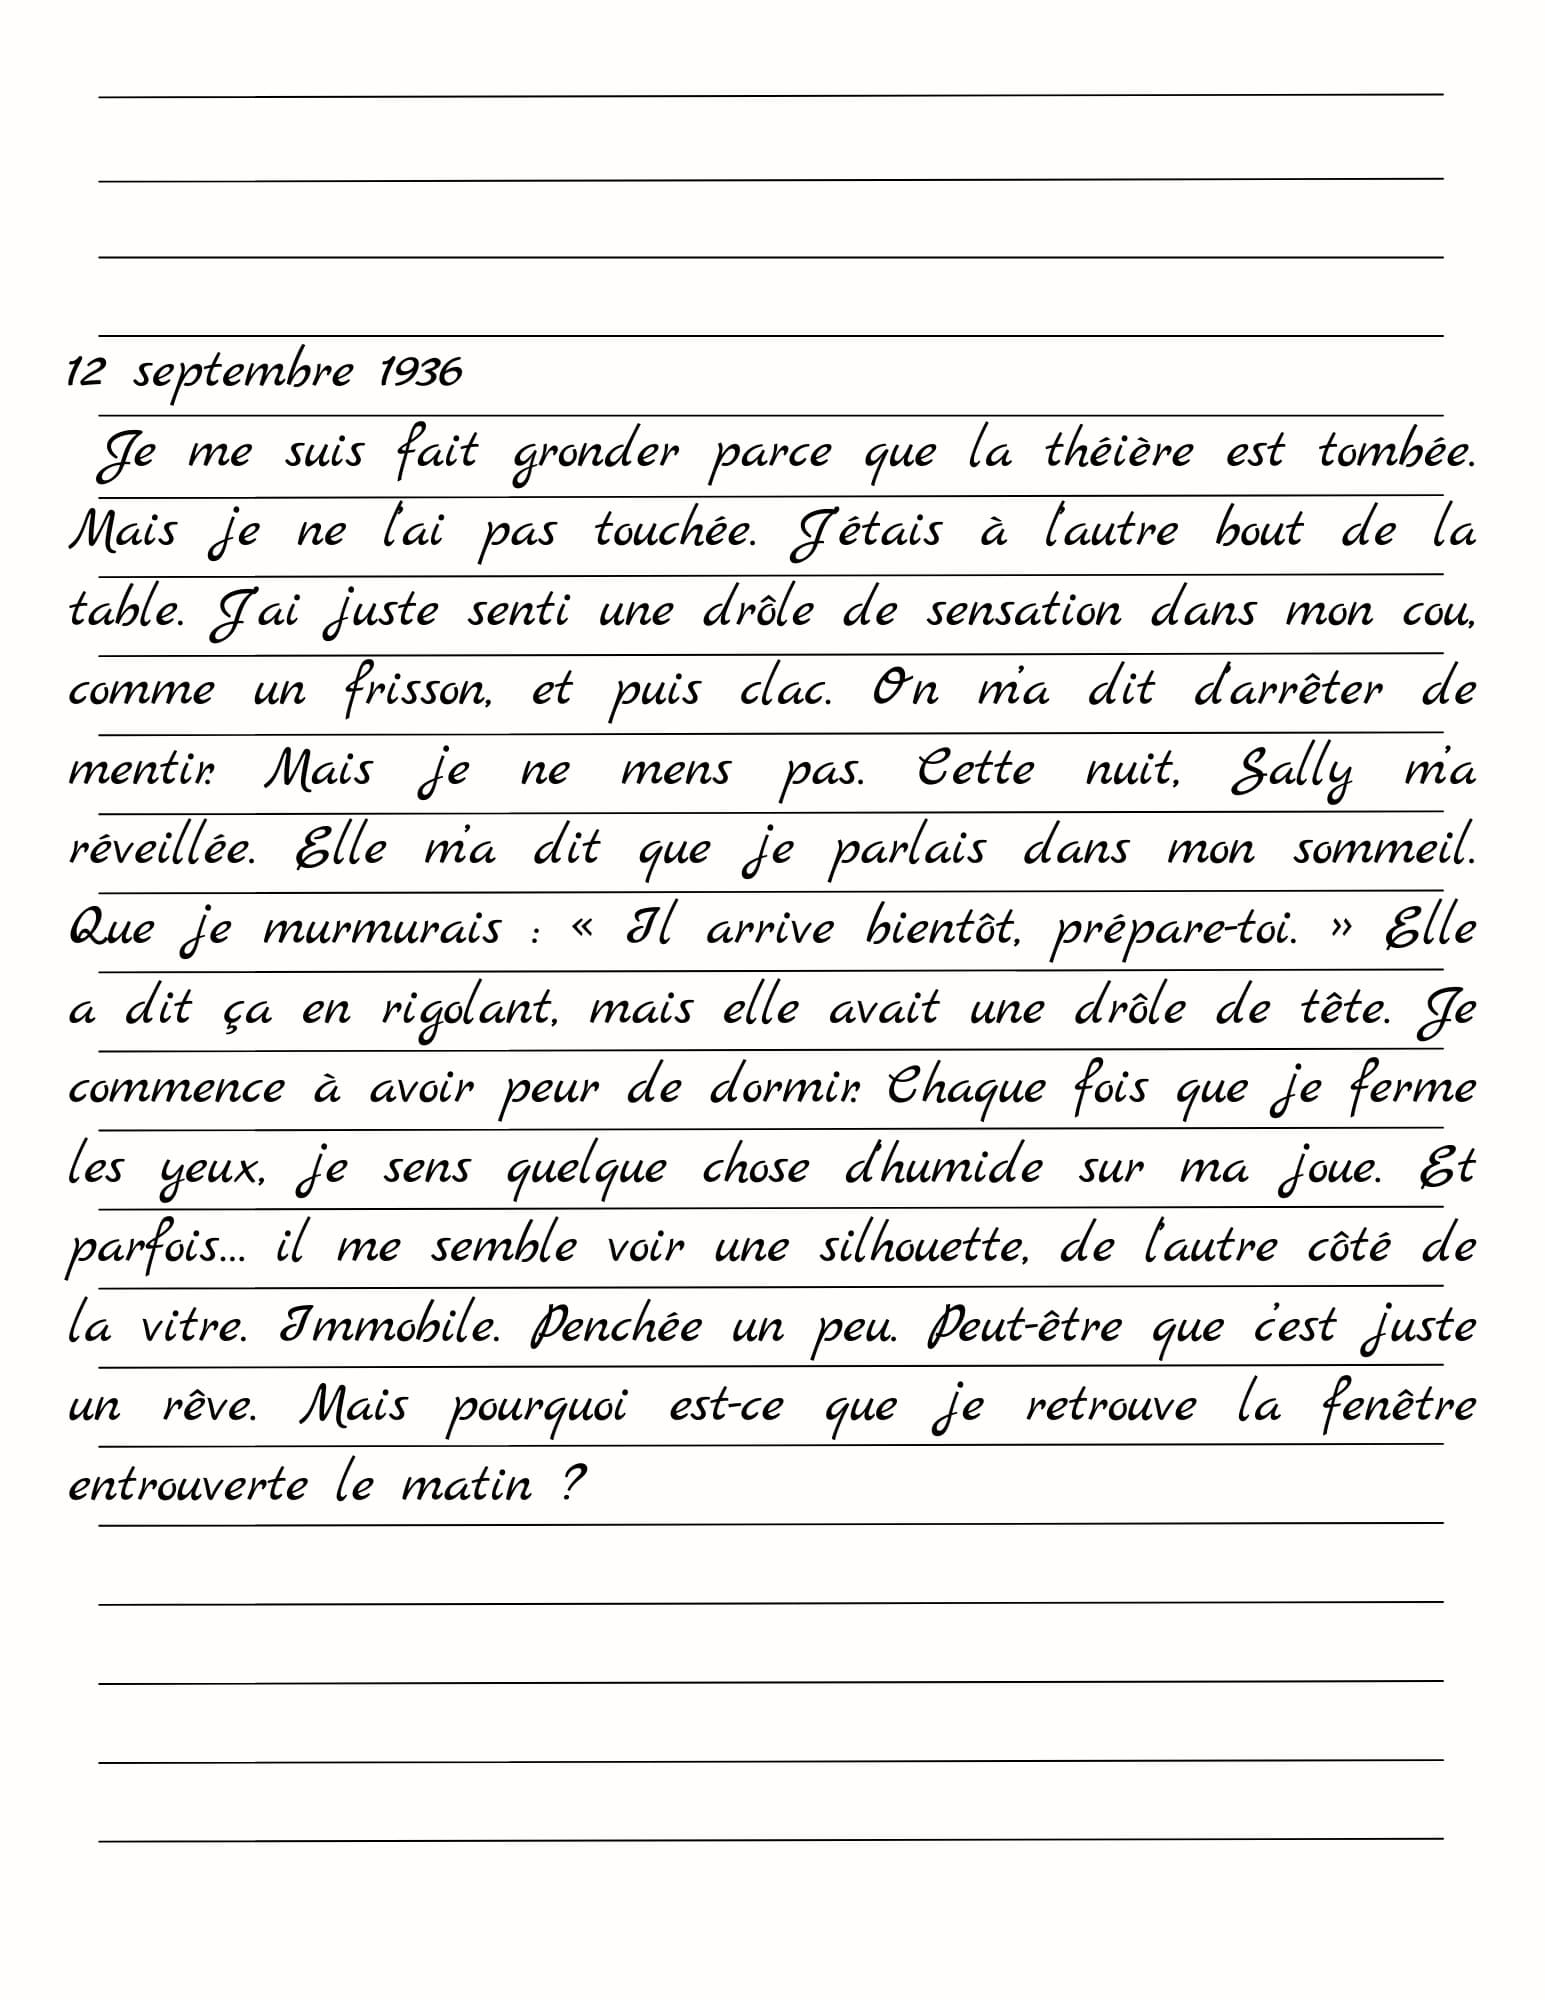 12 septembre 1936
Je me suis fait gronder parce que la théière est tombée.
Mais je ne l'ai pas touchée. J'étais à l'autre bout de la
table. J'ai juste senti une drôle de sensation dans mon cou,
comme un frisson, et puis clac. On m'a dit d'arrêter de
mentir. Mais je ne mens pas. Cette nuit, Sally m'a
réveillée. Elle m'a dit que je parlais dans mon sommeil.
Que je murmurais : « Il arrive bientôt, prépare-toi. » Elle
a dit ça en rigolant, mais elle avait une drôle de tête. Je
commence à avoir peur de dormir. Chaque fois que je ferme
les yeux, je sens quelque chose d'humide sur ma joue. Et
parfois... il me semble voir une silhouette, de l'autre côté de
la vitre. Immobile. Penchée un peu. Peut-être que c'est juste
un rêve. Mais pourquoi est-ce que je retrouve la fenêtre
entrouverte le matin ?